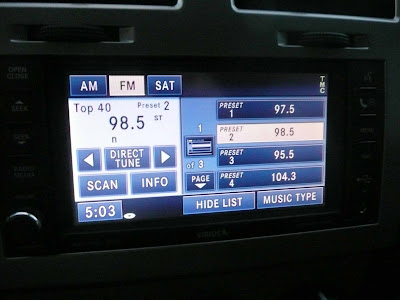 OPEN
CLOSE
AM FM SAT
TMC
Top 40 Preset 2
98.5 ST
n
DIRECT
TUNE
SCAN INFO
5:03
1
of 3
PAGE
PRESET 1 97.5
PRESET 2 98.5
PRESET 3 95.5
PRESET 4 104.3
HIDE LIST MUSIC TYPE
SEEK
SEEK
MENU